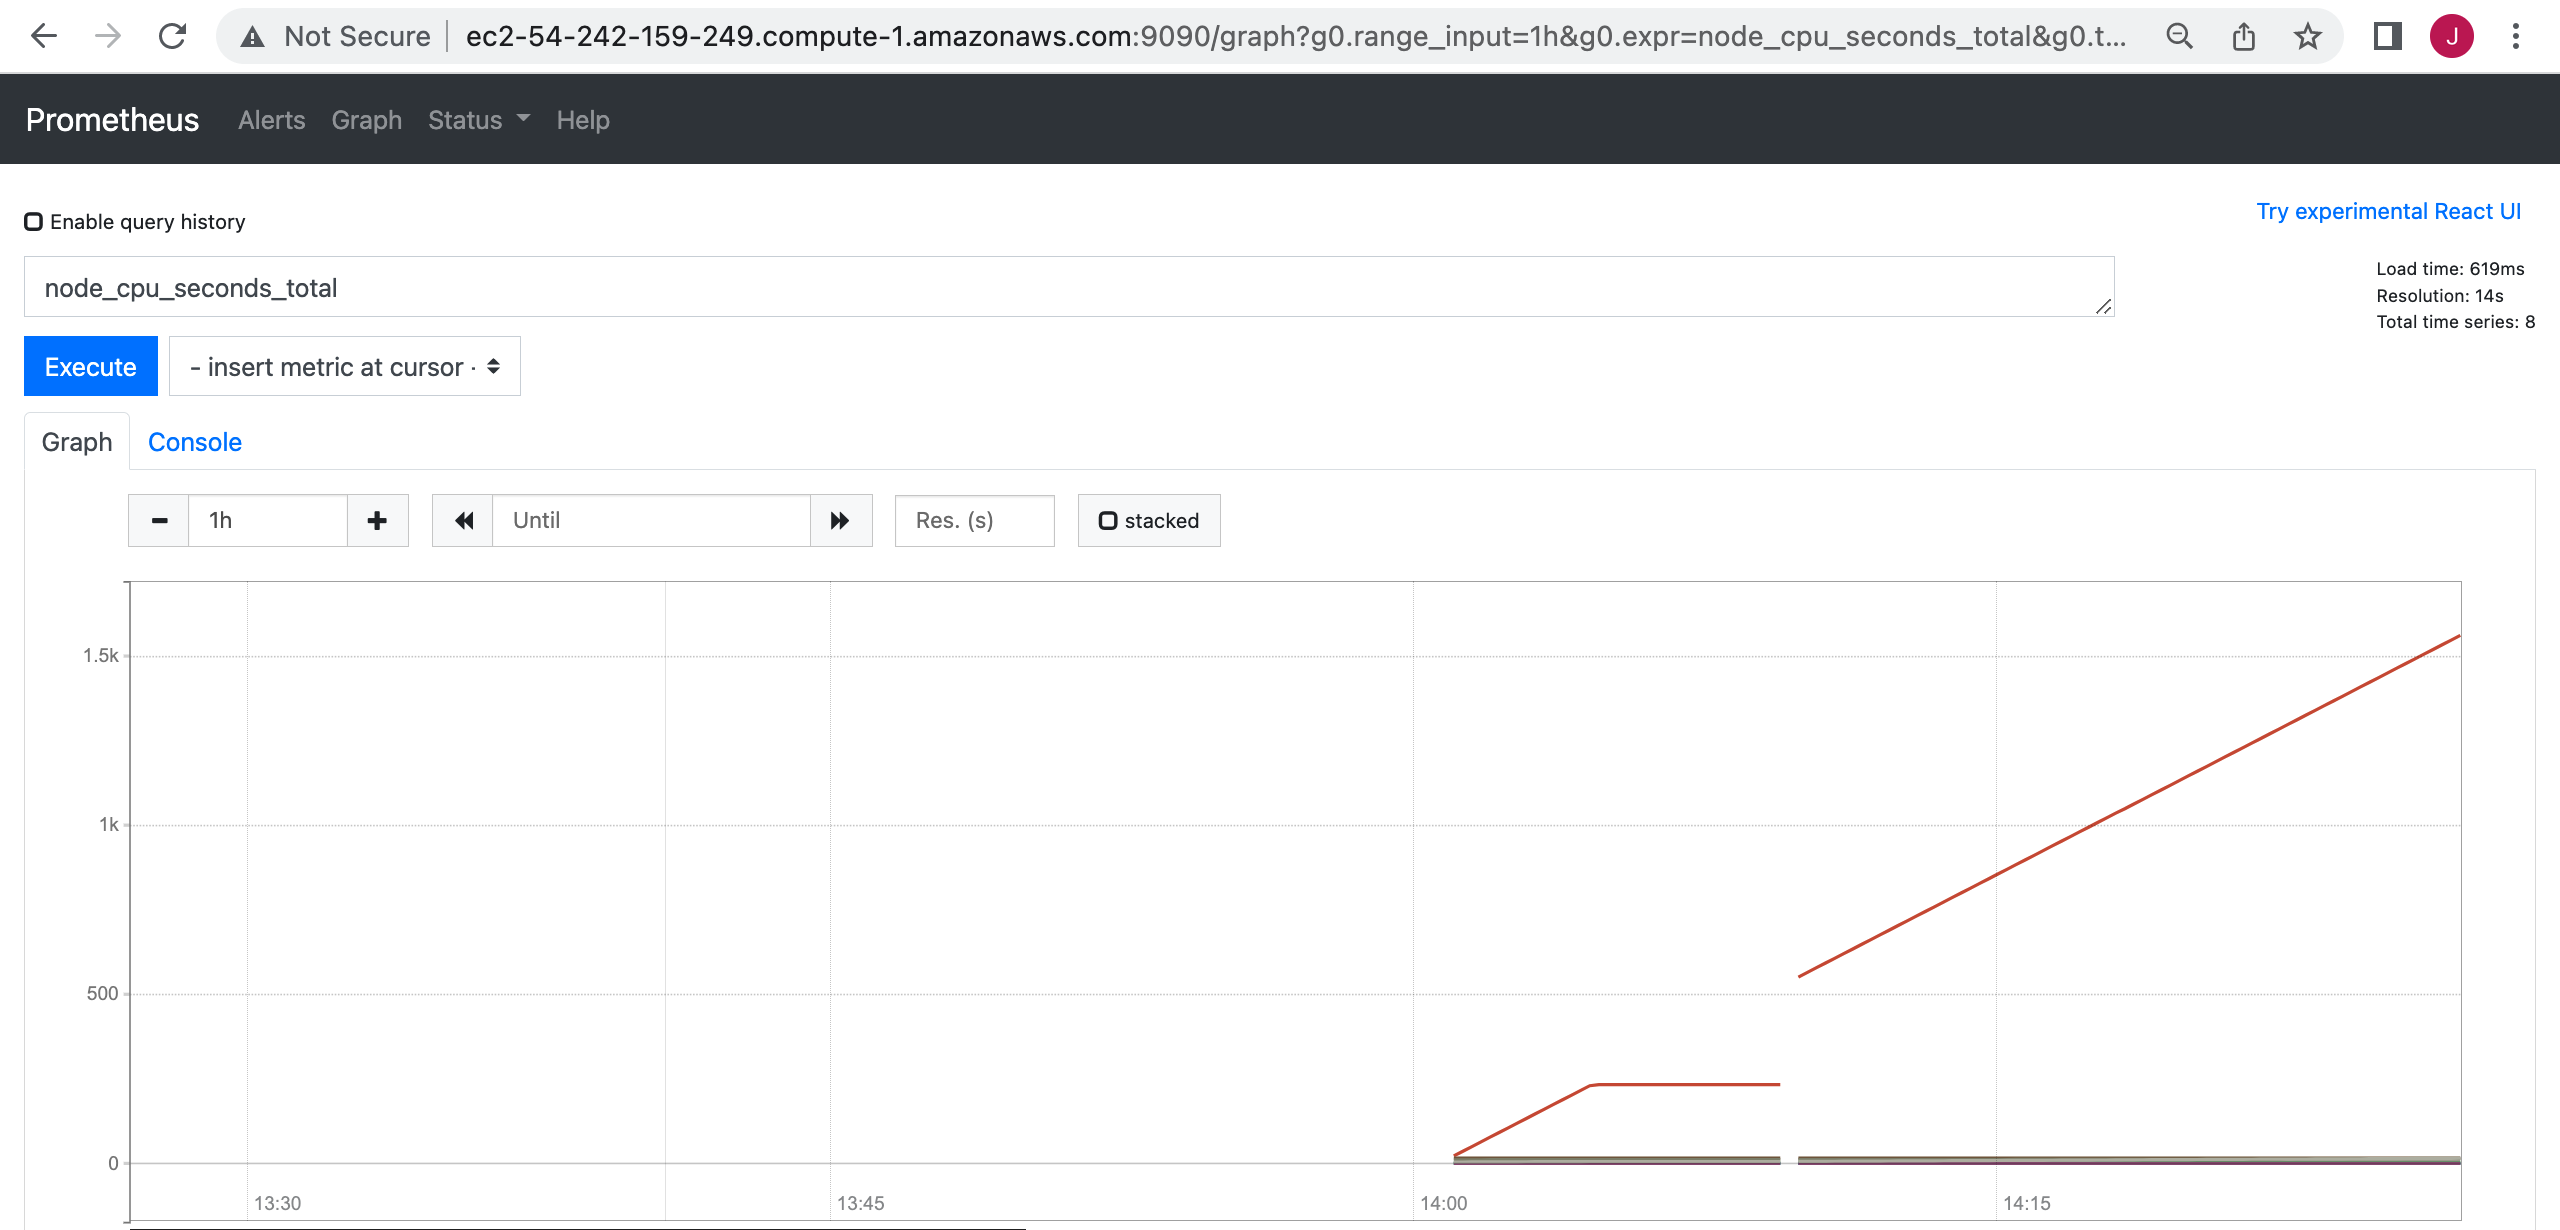 Not Secure ec2-54-242-159-249.compute-1.amazonaws.com:9090/graph?g0.range_input=1h&g0.expr=node_cpu_seconds_total&g0.t... J
Prometheus Alerts Graph Status Help
Enable query history
Try experimental React UI
node_cpu_seconds_total
Load time: 619ms
Resolution: 14s
Total time series: 8
Execute - insert metric at cursor -
Graph Console
1h Until Res. (s) stacked
1.5k
1k
500
0
13:30 13:45 14:00 14:15